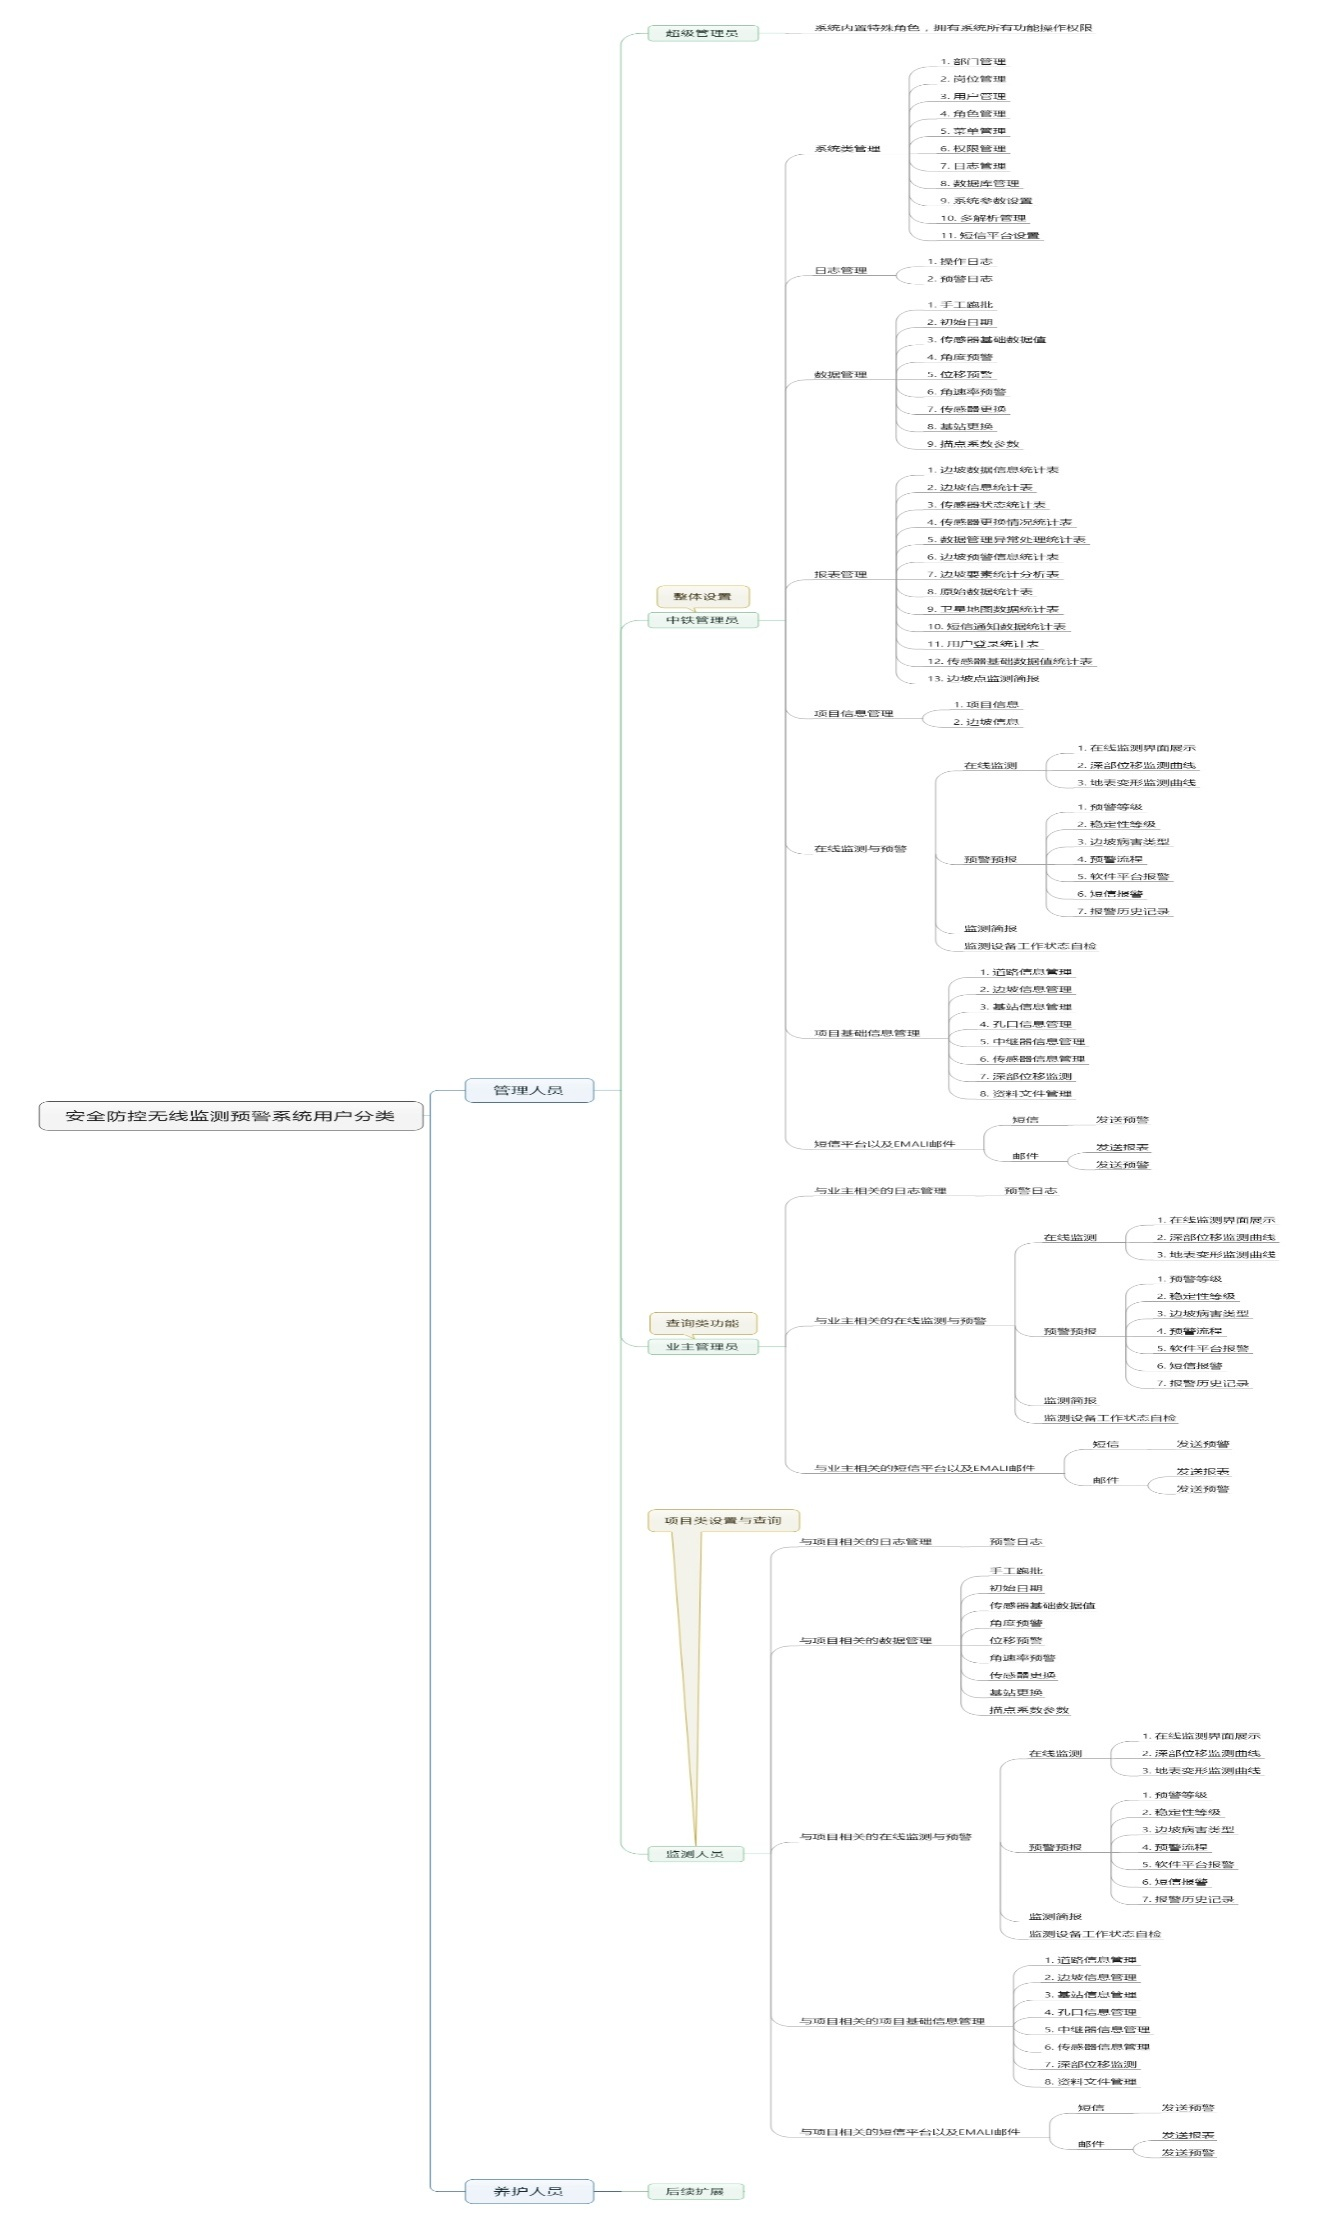 安全防控无线监测预警系统用户分类
管理人员
超级管理员
系统内置特殊角色，拥有系统所有功能操作权限
整体设置
中铁管理员
系统类管理
1. 部门管理
2. 岗位管理
3. 用户管理
4. 角色管理
5. 菜单管理
6. 权限管理
7. 日志管理
8. 数据库管理
9. 系统参数设置
10. 多解析管理
11. 短信平台设置
日志管理
1. 操作日志
2. 预警日志
数据管理
1. 手工跑批
2. 初始日期
3. 传感器基础数据值
4. 角度预警
5. 位移预警
6. 角速率预警
7. 传感器更换
8. 基站更换
9. 描点系数参数
报表管理
1. 边坡数据信息统计表
2. 边坡信息统计表
3. 传感器状态统计表
4. 传感器更换情况统计表
5. 数据管理异常处理统计表
6. 边坡预警信息统计表
7. 边坡要素统计分析表
8. 原始数据统计表
9. 卫星地图数据统计表
10. 短信通知数据统计表
11. 用户登录统计表
12. 传感器基础数据值统计表
13. 边坡点监测简报
项目信息管理
1. 项目信息
2. 边坡信息
在线监测与预警
在线监测
1. 在线监测界面展示
2. 深部位移监测曲线
3. 地表变形监测曲线
预警预报
1. 预警等级
2. 稳定性等级
3. 边坡病害类型
4. 预警流程
5. 软件平台报警
6. 短信报警
7. 报警历史记录
监测简报
监测设备工作状态自检
项目基础信息管理
1. 道路信息管理
2. 边坡信息管理
3. 基站信息管理
4. 孔口信息管理
5. 中继器信息管理
6. 传感器信息管理
7. 深部位移监测
8. 资料文件管理
短信平台以及EMALI邮件
短信
发送预警
邮件
发送报表
发送预警
查询类功能
业主管理员
与业主相关的日志管理
预警日志
与业主相关的在线监测与预警
在线监测
1. 在线监测界面展示
2. 深部位移监测曲线
3. 地表变形监测曲线
预警预报
1. 预警等级
2. 稳定性等级
3. 边坡病害类型
4. 预警流程
5. 软件平台报警
6. 短信报警
7. 报警历史记录
监测简报
监测设备工作状态自检
与业主相关的短信平台以及EMALI邮件
短信
发送预警
邮件
发送报表
发送预警
项目类设置与查询
监测人员
与项目相关的日志管理
预警日志
与项目相关的数据管理
手工跑批
初始日期
传感器基础数据值
角度预警
位移预警
角速率预警
传感器更换
基站更换
描点系数参数
与项目相关的在线监测与预警
在线监测
1. 在线监测界面展示
2. 深部位移监测曲线
3. 地表变形监测曲线
预警预报
1. 预警等级
2. 稳定性等级
3. 边坡病害类型
4. 预警流程
5. 软件平台报警
6. 短信报警
7. 报警历史记录
监测简报
监测设备工作状态自检
与项目相关的项目基础信息管理
1. 道路信息管理
2. 边坡信息管理
3. 基站信息管理
4. 孔口信息管理
5. 中继器信息管理
6. 传感器信息管理
7. 深部位移监测
8. 资料文件管理
与项目相关的短信平台以及EMALI邮件
短信
发送预警
邮件
发送报表
发送预警
养护人员
后续扩展